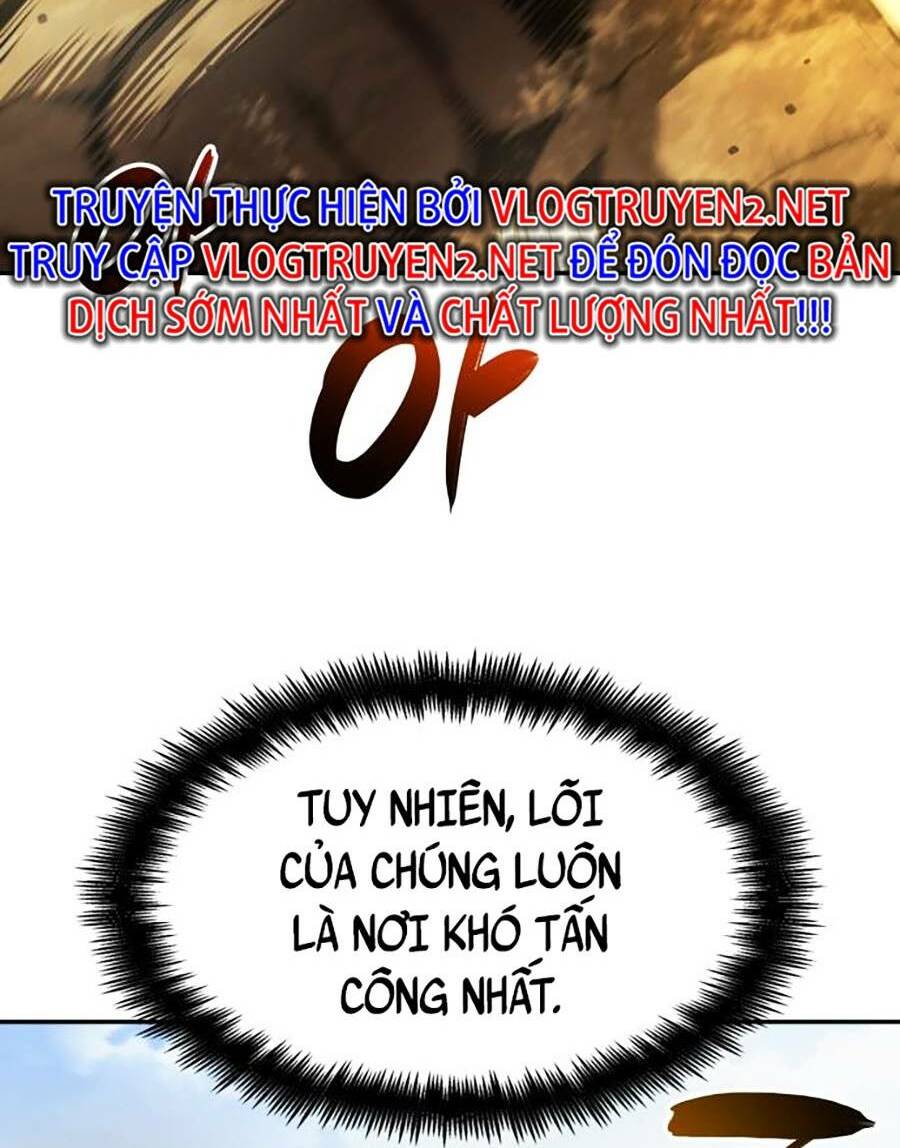 TRUYỆN THỰC HIỆN BỞI VLOGTRUYEN2.NET
TRUY CẬP VLOGTRUYEN2.NET ĐỂ ĐÓN ĐỌC BẢN
DỊCH SỚM NHẤT VÀ CHẤT LƯỢNG NHẤT!!!
TUY NHIÊN, LÕI
CỦA CHÚNG LUÔN
LÀ NƠI KHÓ TẤN
CÔNG NHẤT.